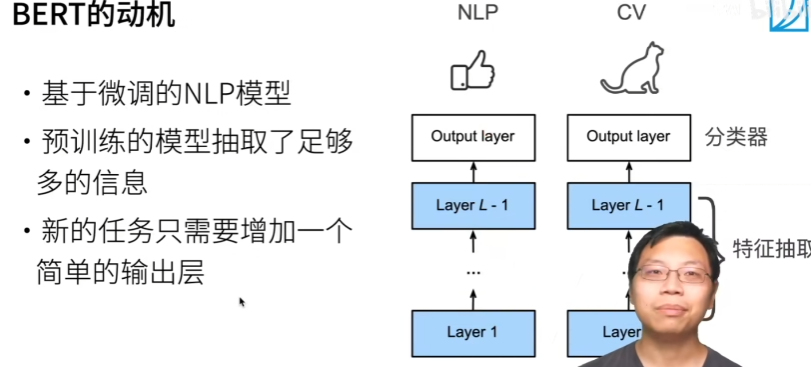 BERT的动机
NLP
CV
· 基于微调的NLP模型
· 预训练的模型抽取了足够
多的信息
· 新的任务只需要增加一个
简单的输出层
Output layer
Output layer
分类器
Layer L - 1
Layer L - 1
特征抽取
...
Layer 1
Layer